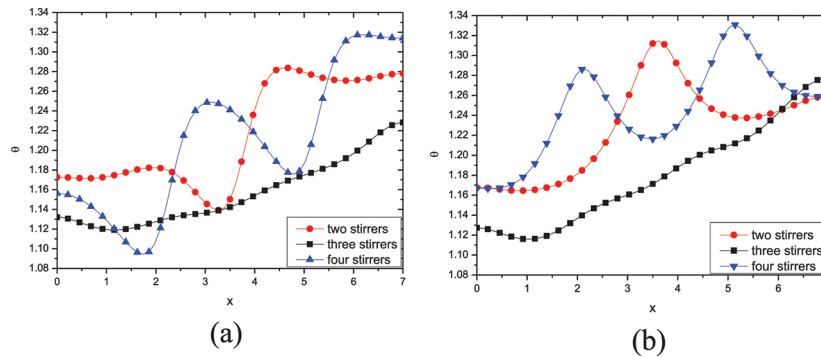 1.34
1.32
1.30
1.28
1.26
1.24
1.22
1.20
1.18
1.16
1.14
1.12
1.10
1.08
θ
0 1 2 3 4 5 6 7
x
two stirrers
three stirrers
four stirrers
(a)
1.34
1.32
1.30
1.28
1.26
1.24
1.22
1.20
1.18
1.16
1.14
1.12
1.10
1.08
θ
0 1 2 3 4 5 6
x
two stirrers
three stirrers
four stirrers
(b)